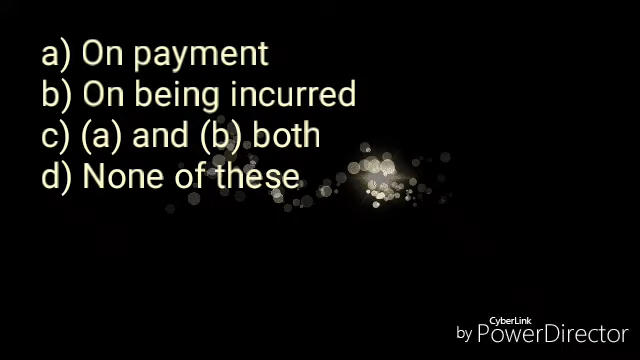 a) On payment
b) On being incurred
c) (a) and (b) both
d) None of these
CyberLink
by PowerDirector